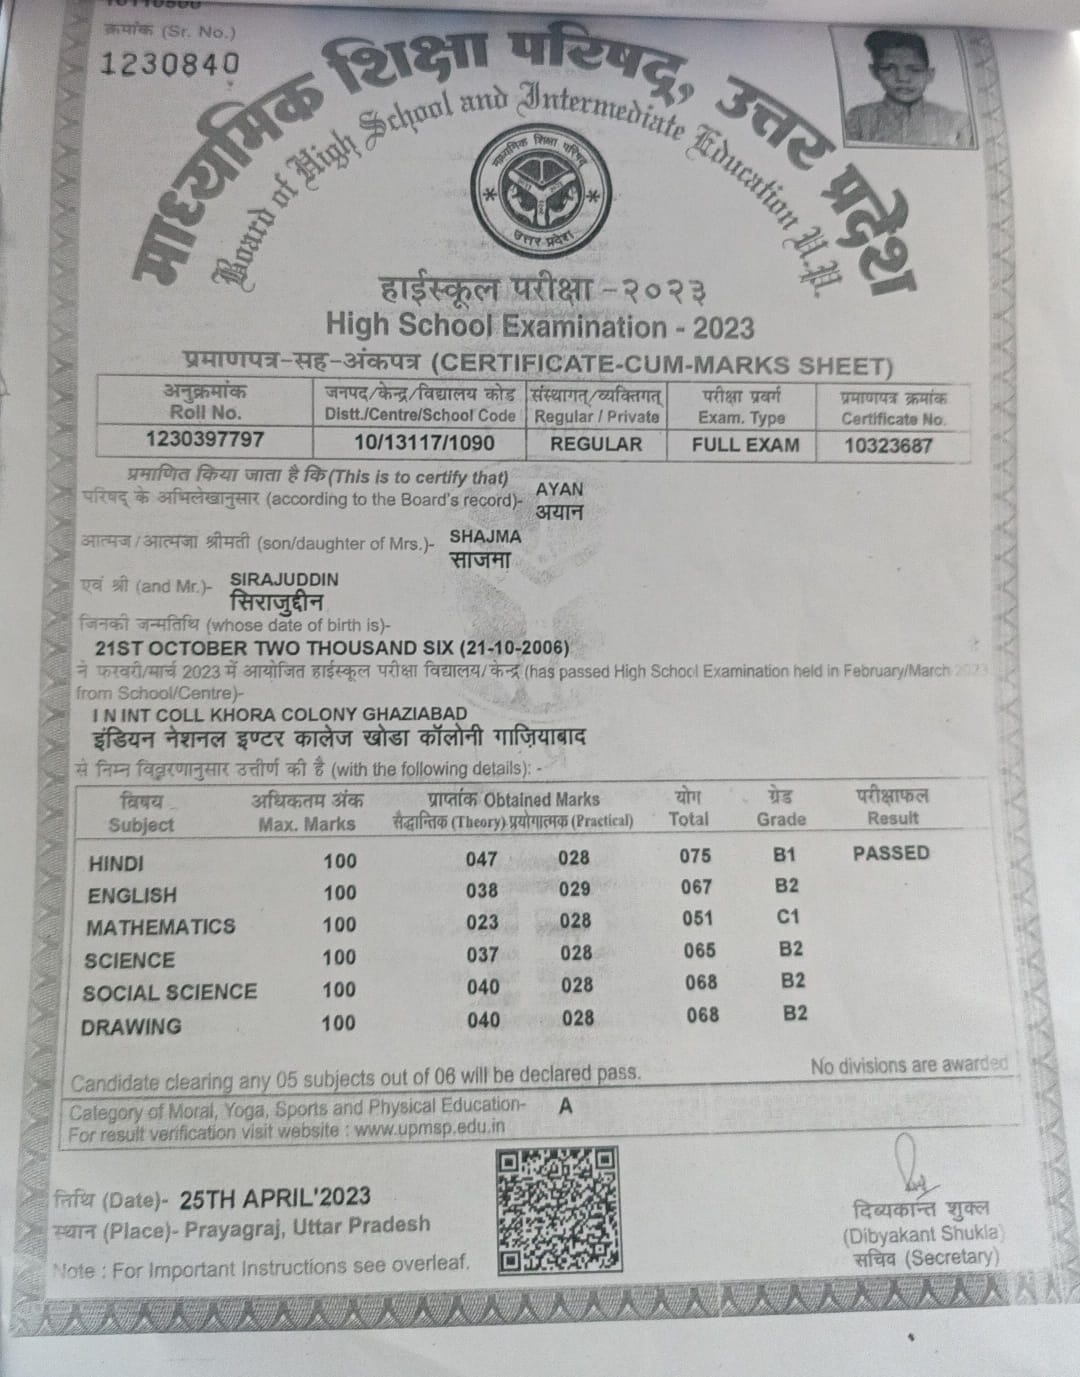 क्रमांक (Sr. No.)
1230840
माध्यमिक शिक्षा परिषद्, उत्तर प्रदेश
Board of High School and Intermediate Education U.P.
माध्यमिक शिक्षा परिषद्
उत्तर प्रदेश
हाईस्कूल परीक्षा -२०२३
High School Examination - 2023
प्रमाणपत्र-सह-अंकपत्र (CERTIFICATE-CUM-MARKS SHEET)
अनुक्रमांक जनपद/केन्द्र/विद्यालय कोड संस्थागत्/व्यक्तिगत् परीक्षा प्रवर्ग प्रमाणपत्र क्रमांक
Roll No. Distt./Centre/School Code Regular / Private Exam. Type Certificate No.
1230397797 10/13117/1090 REGULAR FULL EXAM 10323687
प्रमाणित किया जाता है कि (This is to certify that)
परिषद् के अभिलेखानुसार (according to the Board's record)- AYAN
अयान
आत्मज/आत्मजा श्रीमती (son/daughter of Mrs.)- SHAJMA
साजमा
एवं श्री (and Mr.)- SIRAJUDDIN
सिराजुद्दीन
जिनकी जन्मतिथि (whose date of birth is)-
21ST OCTOBER TWO THOUSAND SIX (21-10-2006)
ने फरवरी/मार्च 2023 में आयोजित हाईस्कूल परीक्षा विद्यालय/केन्द्र (has passed High School Examination held in February/March 2023
from School/Centre)-
I N INT COLL KHORA COLONY GHAZIABAD
इंडियन नेशनल इण्टर कालेज खोडा कॉलोनी गाज़ियाबाद
से निम्न विवरणानुसार उत्तीर्ण की है (with the following details): -
विषय अधिकतम अंक प्राप्तांक Obtained Marks योग ग्रेड परीक्षाफल
Subject Max. Marks सैद्धान्तिक (Theory) प्रयोगात्मक (Practical) Total Grade Result
HINDI 100 047 028 075 B1 PASSED
ENGLISH 100 038 029 067 B2
MATHEMATICS 100 023 028 051 C1
SCIENCE 100 037 028 065 B2
SOCIAL SCIENCE 100 040 028 068 B2
DRAWING 100 040 028 068 B2
Candidate clearing any 05 subjects out of 06 will be declared pass. No divisions are awarded
Category of Moral, Yoga, Sports and Physical Education- A
For result verification visit website : www.upmsp.edu.in
तिथि (Date)- 25TH APRIL'2023
स्थान (Place)- Prayagraj, Uttar Pradesh
Note : For Important Instructions see overleaf.
दिव्यकान्त शुक्ल
(Dibyakant Shukla)
सचिव (Secretary)